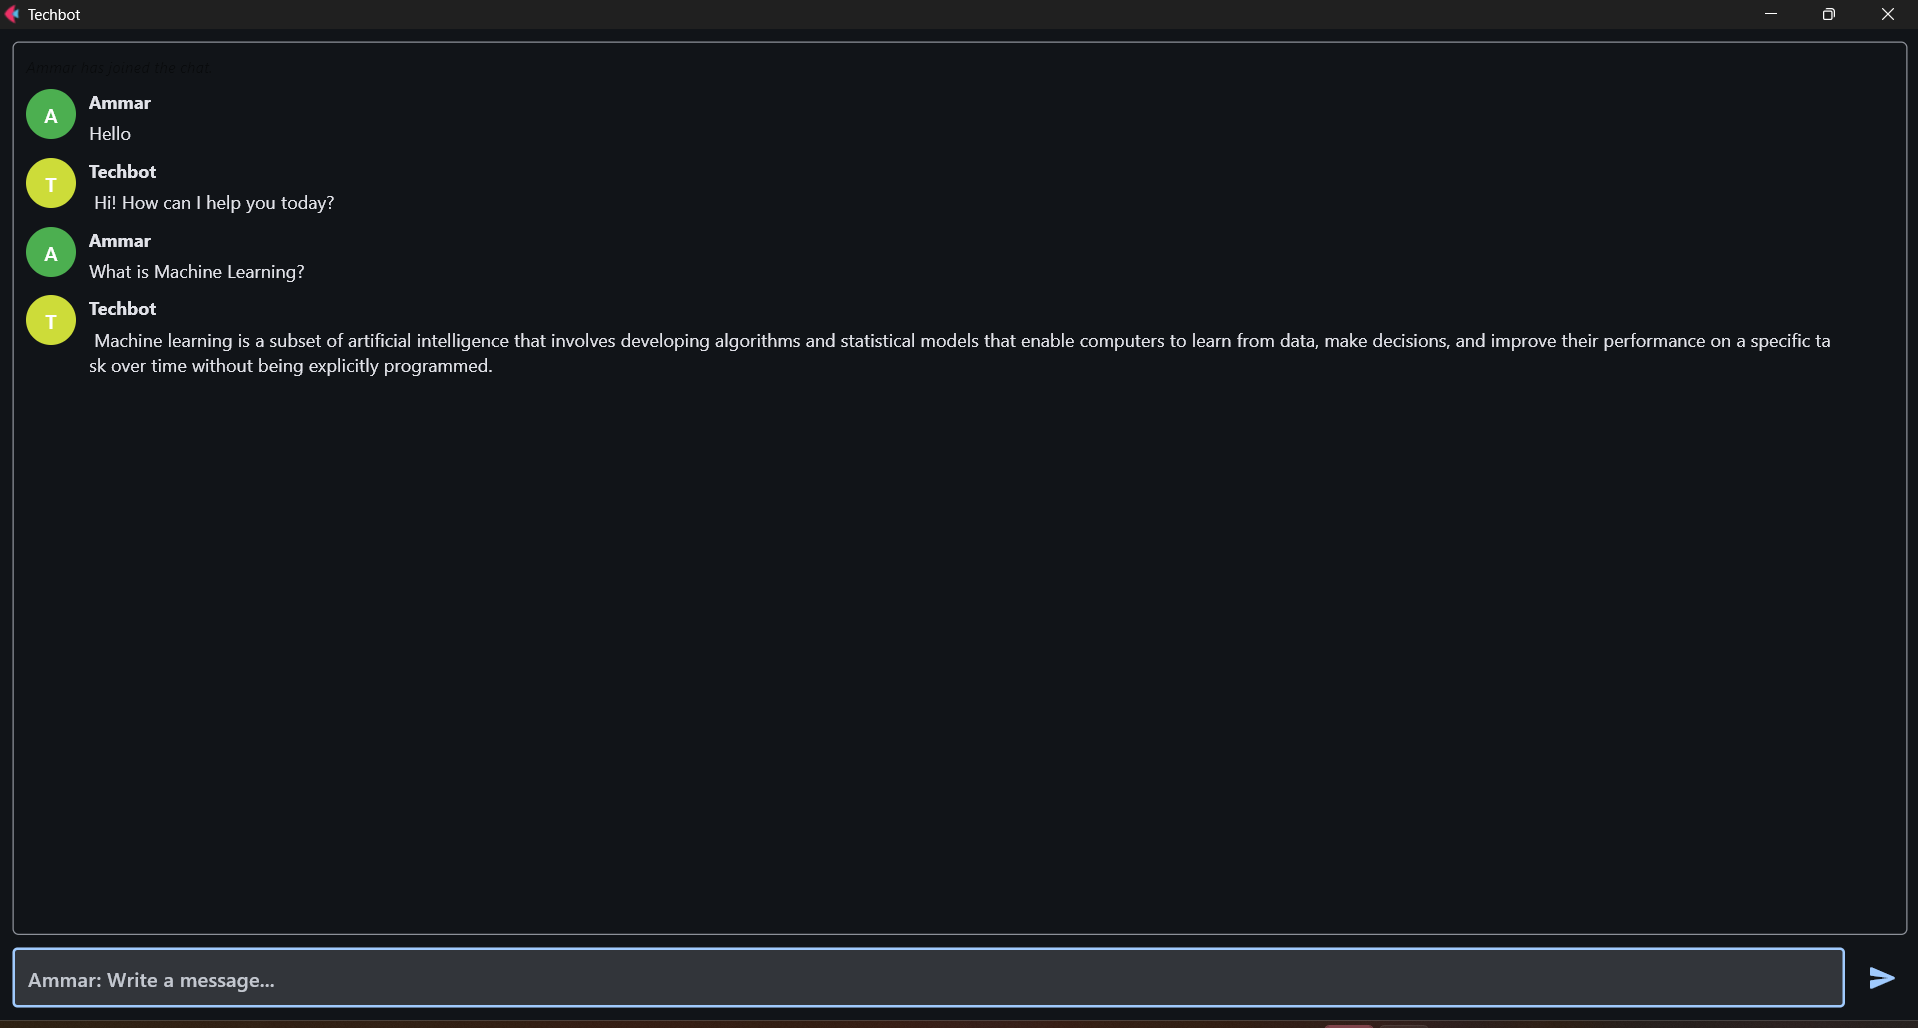 Techbot
Ammar has joined the chat
A
Ammar
Hello
T
Techbot
Hi! How can I help you today?
A
Ammar
What is Machine Learning?
T
Techbot
Machine learning is a subset of artificial intelligence that involves developing algorithms and statistical models that enable computers to learn from data, make decisions, and improve their performance on a specific ta
sk over time without being explicitly programmed.
Ammar: Write a message...